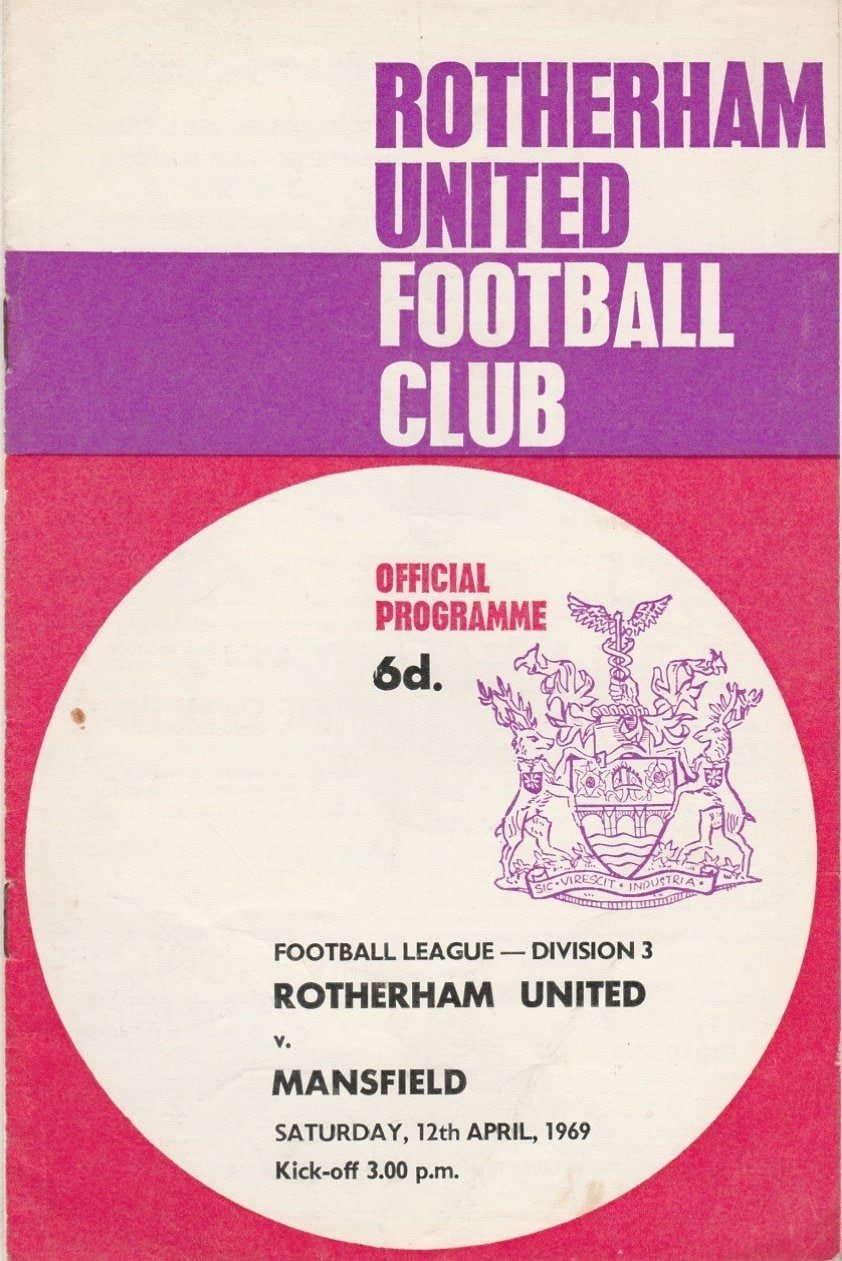 ROTHERHAM
UNITED
FOOTBALL
CLUB
OFFICIAL
PROGRAMME
6d.
SIC • VIRESCIT • INDUSTRIA •
FOOTBALL LEAGUE — DIVISION 3
ROTHERHAM UNITED
v.
MANSFIELD
SATURDAY, 12th APRIL, 1969
Kick-off 3.00 p.m.